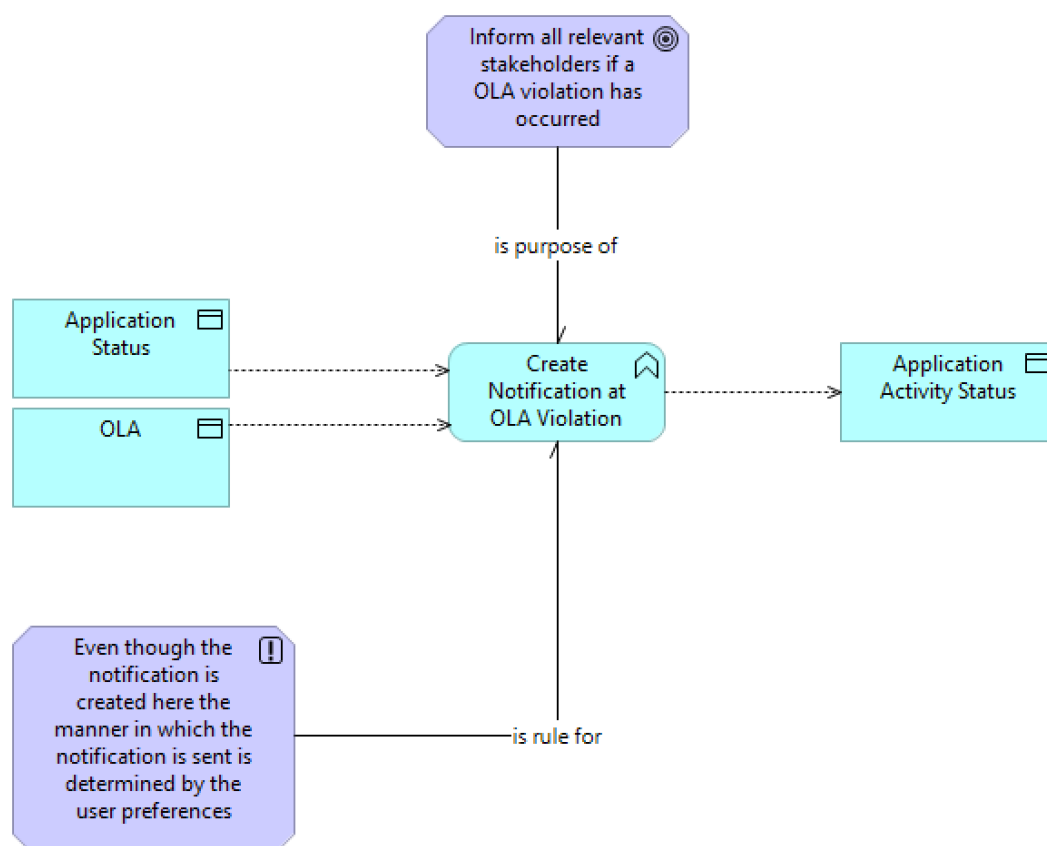 Inform all relevant
stakeholders if a
OLA violation has
occurred
is purpose of
Application
Status
OLA
Create
Notification at
OLA Violation
Application
Activity Status
Even though the
notification is
created here the
manner in which the
notification is sent is
determined by the
user preferences
is rule for